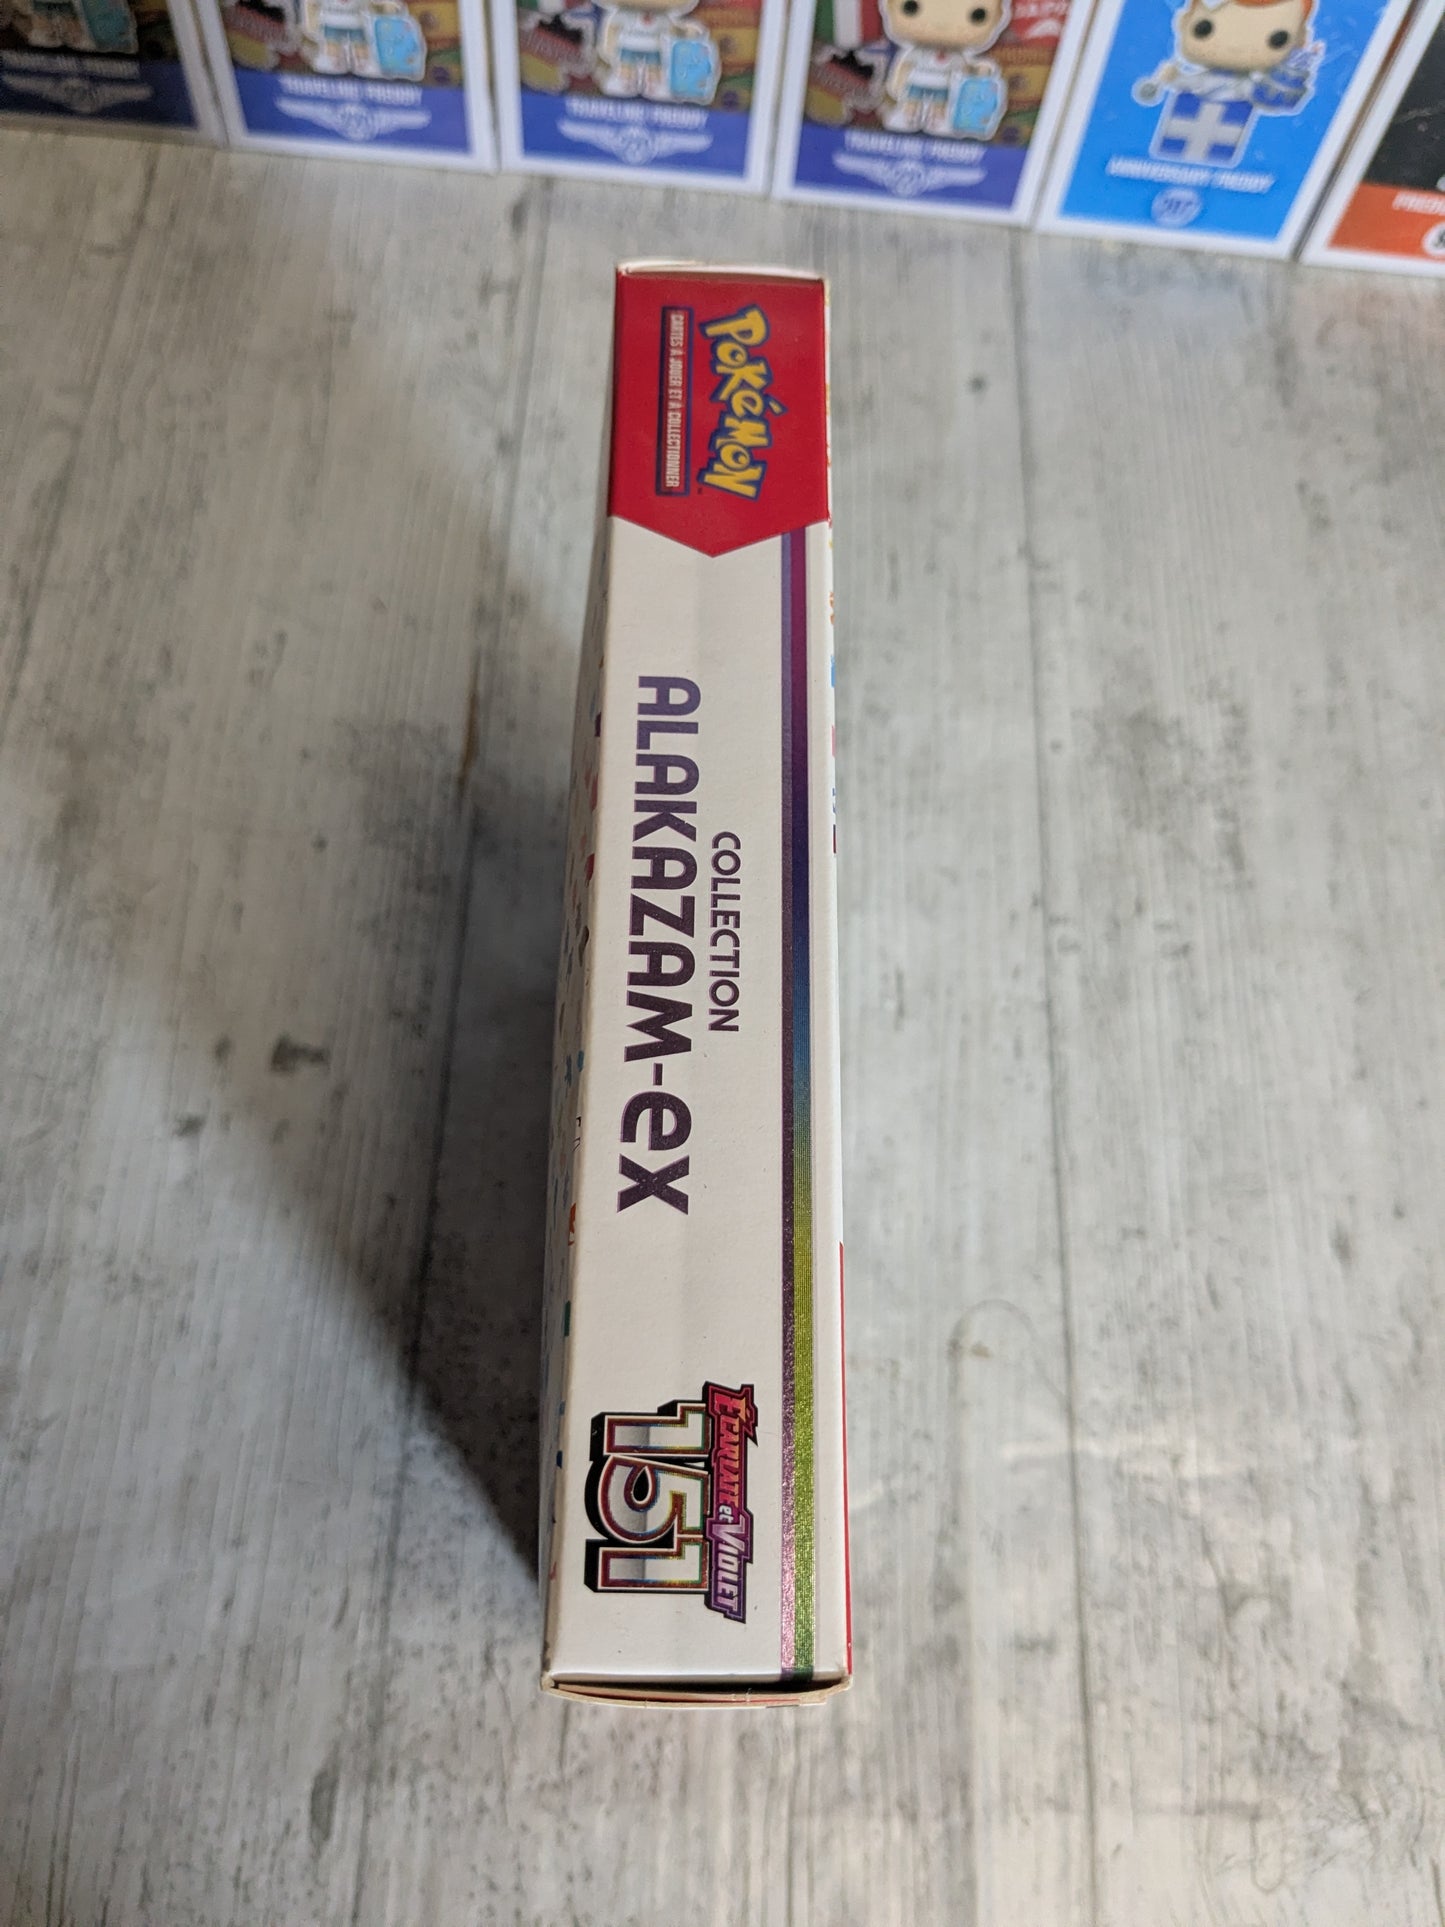 TRAVELING FREDDY
TRAVELING FREDDY
TRAVELING FREDDY
ANNIVERSARY FREDDY
Pokémon
CARTES À JOUER ET À COLLECTIONNER
COLLECTION
ALAKAZAM-ex
ÉCARLATE et VIOLET
151